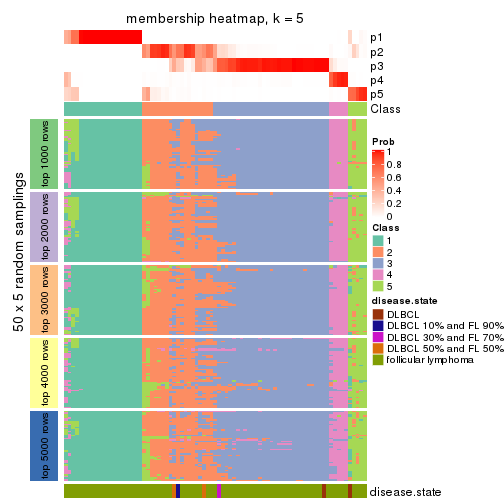 membership heatmap, k = 5
p1
p2
p3
p4
p5
Class
50 x 5 random samplings
top 1000 rows
top 2000 rows
top 3000 rows
top 4000 rows
top 5000 rows
Prob
1
0.8
0.6
0.4
0.2
0
Class
1
2
3
4
5
disease.state
DLBCL
DLBCL 10% and FL 90%
DLBCL 30% and FL 70%
DLBCL 50% and FL 50%
follicular lymphoma
disease.state